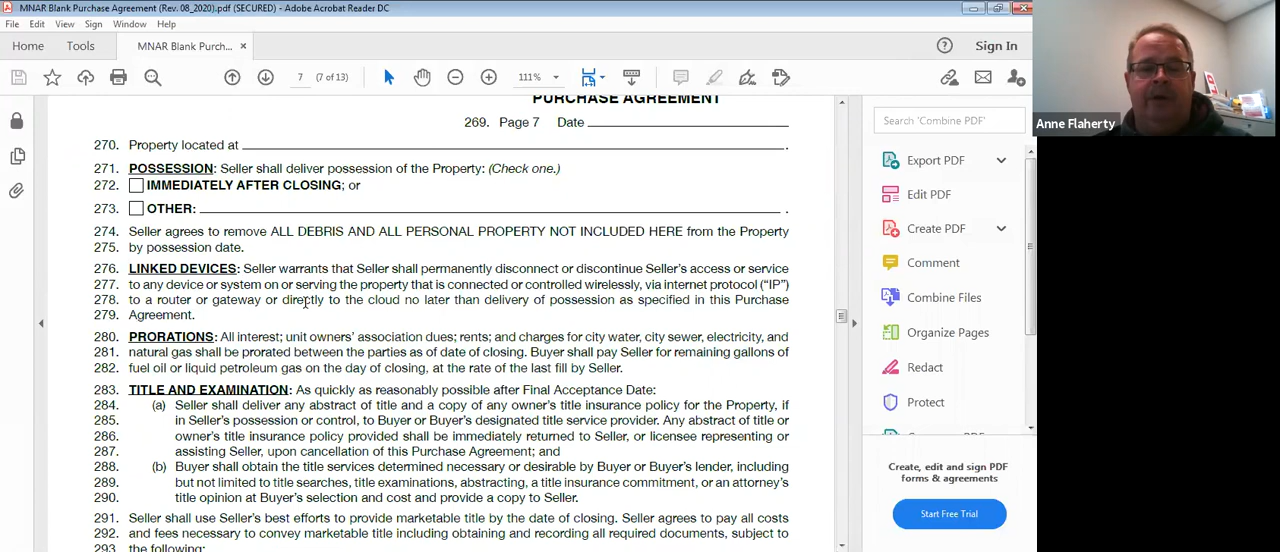 MNAR Blank Purchase Agreement (Rev. 08_2020).pdf (SECURED) - Adobe Acrobat Reader DC
File Edit View Sign Window Help
Home Tools MNAR Blank Purch... × Sign In
7 (7 of 13) 111%
PURCHASE AGREEMENT
269. Page 7 Date
270. Property located at .
271. POSSESSION: Seller shall deliver possession of the Property: (Check one.)
272. IMMEDIATELY AFTER CLOSING; or
273. OTHER: .
274. Seller agrees to remove ALL DEBRIS AND ALL PERSONAL PROPERTY NOT INCLUDED HERE from the Property
275. by possession date.
276. LINKED DEVICES: Seller warrants that Seller shall permanently disconnect or discontinue Seller's access or service
277. to any device or system on or serving the property that is connected or controlled wirelessly, via internet protocol ("IP")
278. to a router or gateway or directly to the cloud no later than delivery of possession as specified in this Purchase
279. Agreement.
280. PRORATIONS: All interest; unit owners' association dues; rents; and charges for city water, city sewer, electricity, and
281. natural gas shall be prorated between the parties as of date of closing. Buyer shall pay Seller for remaining gallons of
282. fuel oil or liquid petroleum gas on the day of closing, at the rate of the last fill by Seller.
283. TITLE AND EXAMINATION: As quickly as reasonably possible after Final Acceptance Date:
284. (a) Seller shall deliver any abstract of title and a copy of any owner's title insurance policy for the Property, if
285. in Seller's possession or control, to Buyer or Buyer's designated title service provider. Any abstract of title or
286. owner's title insurance policy provided shall be immediately returned to Seller, or licensee representing or
287. assisting Seller, upon cancellation of this Purchase Agreement; and
288. (b) Buyer shall obtain the title services determined necessary or desirable by Buyer or Buyer's lender, including
289. but not limited to title searches, title examinations, abstracting, a title insurance commitment, or an attorney's
290. title opinion at Buyer's selection and cost and provide a copy to Seller.
291. Seller shall use Seller's best efforts to provide marketable title by the date of closing. Seller agrees to pay all costs
292. and fees necessary to convey marketable title including obtaining and recording all required documents, subject to
293. the following:
Search 'Combine PDF'
Export PDF
Edit PDF
Create PDF
Comment
Combine Files
Organize Pages
Redact
Protect
Create, edit and sign PDF
forms & agreements
Start Free Trial
Anne Flaherty